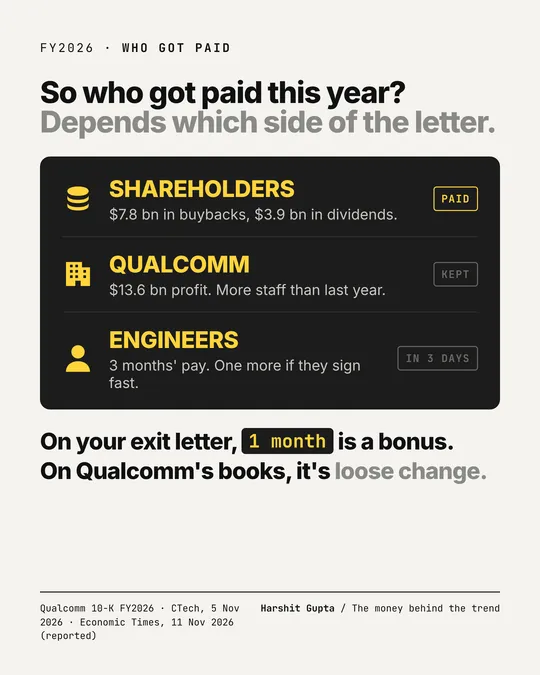 FY2026 · WHO GOT PAID
So who got paid this year?
Depends which side of the letter.
SHAREHOLDERS
$7.8 bn in buybacks, $3.9 bn in dividends.
PAID
QUALCOMM
$13.6 bn profit. More staff than last year.
KEPT
ENGINEERS
3 months' pay. One more if they sign
fast.
IN 3 DAYS
On your exit letter, 1 month is a bonus.
On Qualcomm's books, it's loose change.
Qualcomm 10-K FY2026 · CTech, 5 Nov
2026 · Economic Times, 11 Nov 2026
(reported)
Harshit Gupta / The money behind the trend